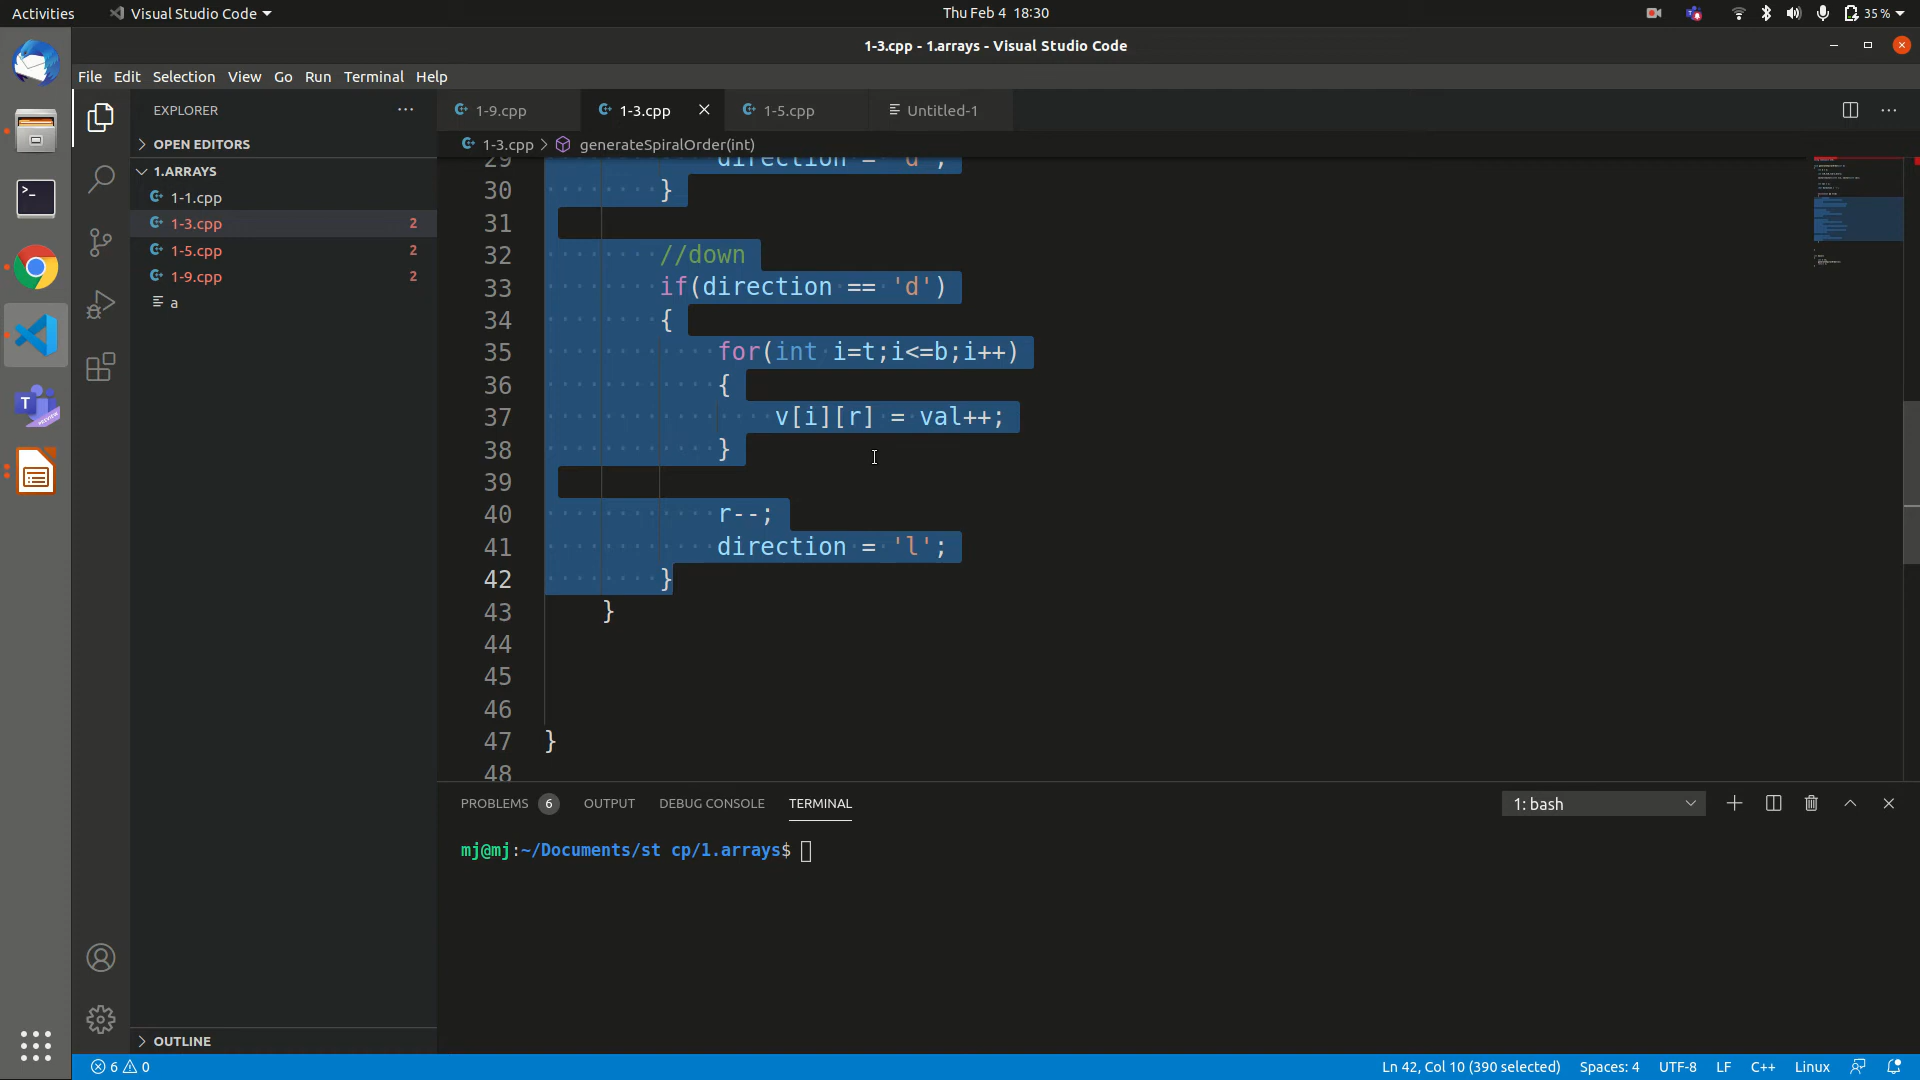 Activities
Visual Studio Code
Thu Feb 4 18:30
35 %
1-3.cpp - 1.arrays - Visual Studio Code
File Edit Selection View Go Run Terminal Help
EXPLORER
OPEN EDITORS
1.ARRAYS
1-1.cpp
1-3.cpp 2
1-5.cpp 2
1-9.cpp 2
a
OUTLINE
1-9.cpp
1-3.cpp
1-5.cpp
Untitled-1
1-3.cpp > generateSpiralOrder(int)
29 direction = 'd';
30 }
31
32 //down
33 if(direction == 'd')
34 {
35 for(int i=t;i<=b;i++)
36 {
37 v[i][r] = val++;
38 }
39
40 r--;
41 direction = 'l';
42 }
43 }
44
45
46
47 }
48
PROBLEMS 6 OUTPUT DEBUG CONSOLE TERMINAL
1: bash
mj@mj:~/Documents/st cp/1.arrays$
6 0
Ln 42, Col 10 (390 selected) Spaces: 4 UTF-8 LF C++ Linux